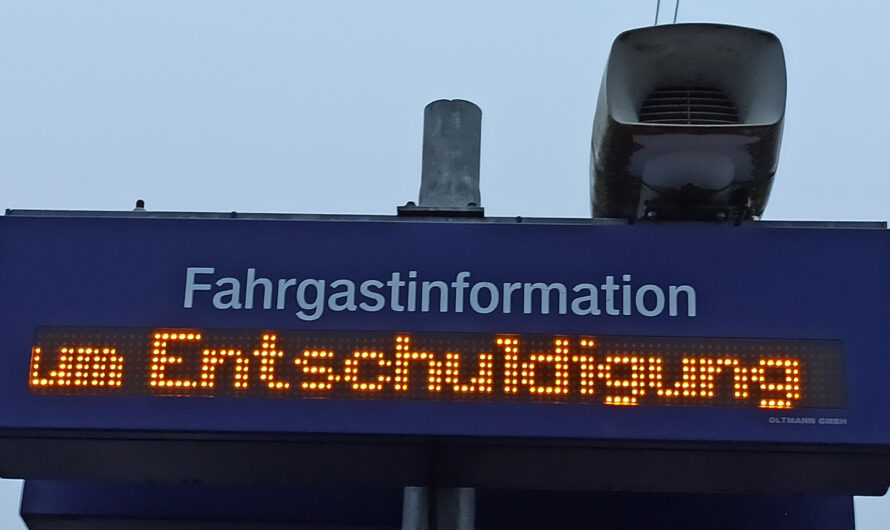 Fahrgastinformation
um Entschuldigung
OLTMANN GMBH